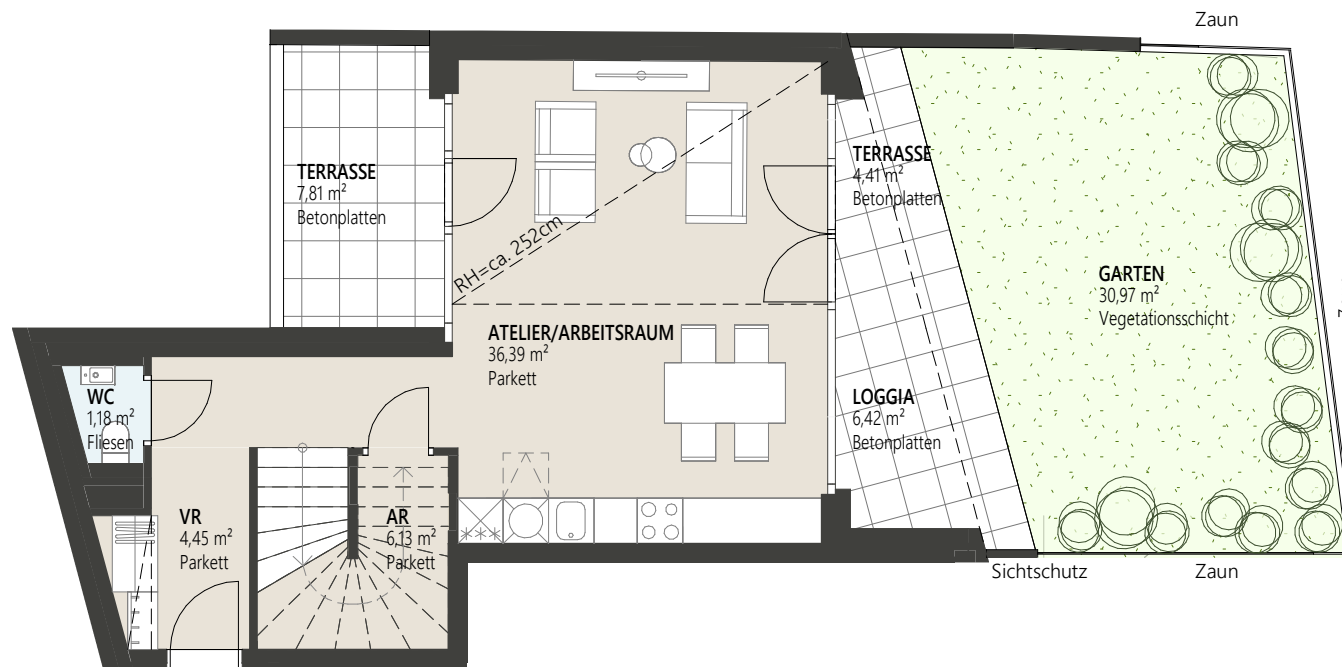 Zaun
TERRASSE
7,81 m²
Betonplatten
TERRASSE
4,41 m²
Betonplatten
RH=ca. 252cm
GARTEN
30,97 m²
Vegetationsschicht
ATELIER/ARBEITSRAUM
36,39 m²
Parkett
WC
1,18 m²
Fliesen
LOGGIA
6,42 m²
Betonplatten
VR
4,45 m²
Parkett
AR
6,13 m²
Parkett
Sichtschutz
Zaun